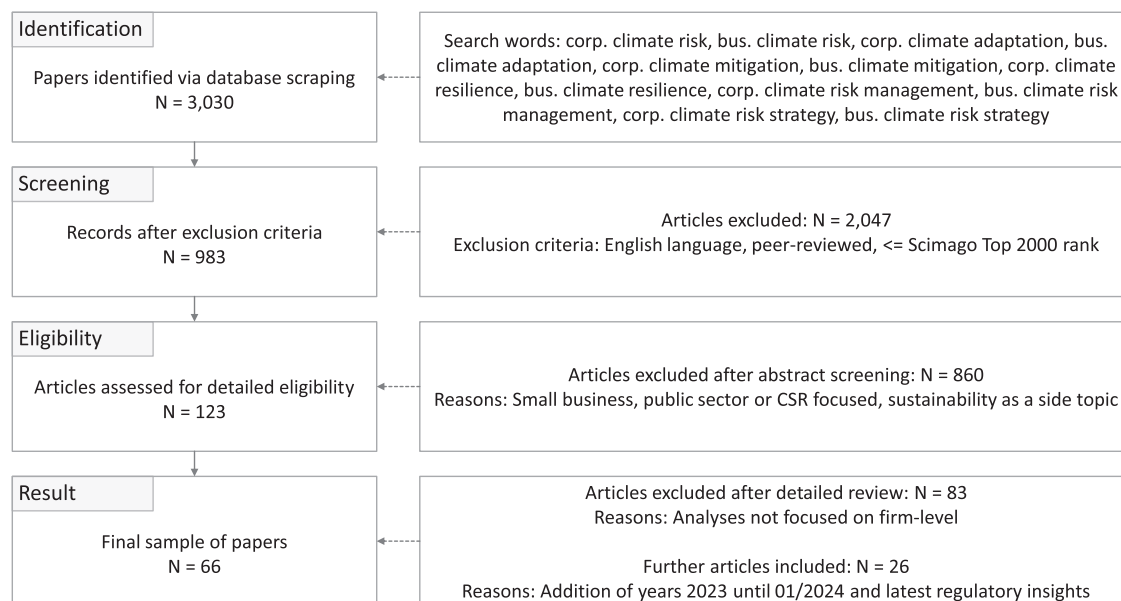 Identification
Papers identified via database scraping
N = 3,030
Search words: corp. climate risk, bus. climate risk, corp. climate adaptation, bus.
climate adaptation, corp. climate mitigation, bus. climate mitigation, corp. climate
resilience, bus. climate resilience, corp. climate risk management, bus. climate risk
management, corp. climate risk strategy, bus. climate risk strategy
Screening
Records after exclusion criteria
N = 983
Articles excluded: N = 2,047
Exclusion criteria: English language, peer-reviewed, <= Scimago Top 2000 rank
Eligibility
Articles assessed for detailed eligibility
N = 123
Articles excluded after abstract screening: N = 860
Reasons: Small business, public sector or CSR focused, sustainability as a side topic
Result
Final sample of papers
N = 66
Articles excluded after detailed review: N = 83
Reasons: Analyses not focused on firm-level
Further articles included: N = 26
Reasons: Addition of years 2023 until 01/2024 and latest regulatory insights